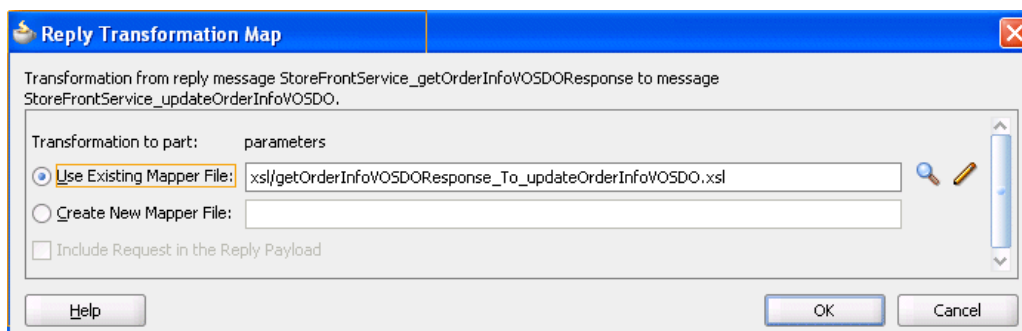 Reply Transformation Map
Transformation from reply message StoreFrontService_getOrderInfoVOSDOResponse to message
StoreFrontService_updateOrderInfoVOSDO.
Transformation to part: parameters
Use Existing Mapper File: xsl/getOrderInfoVOSDOResponse_To_updateOrderInfoVOSDO.xsl
Create New Mapper File:
Include Request in the Reply Payload
Help OK Cancel